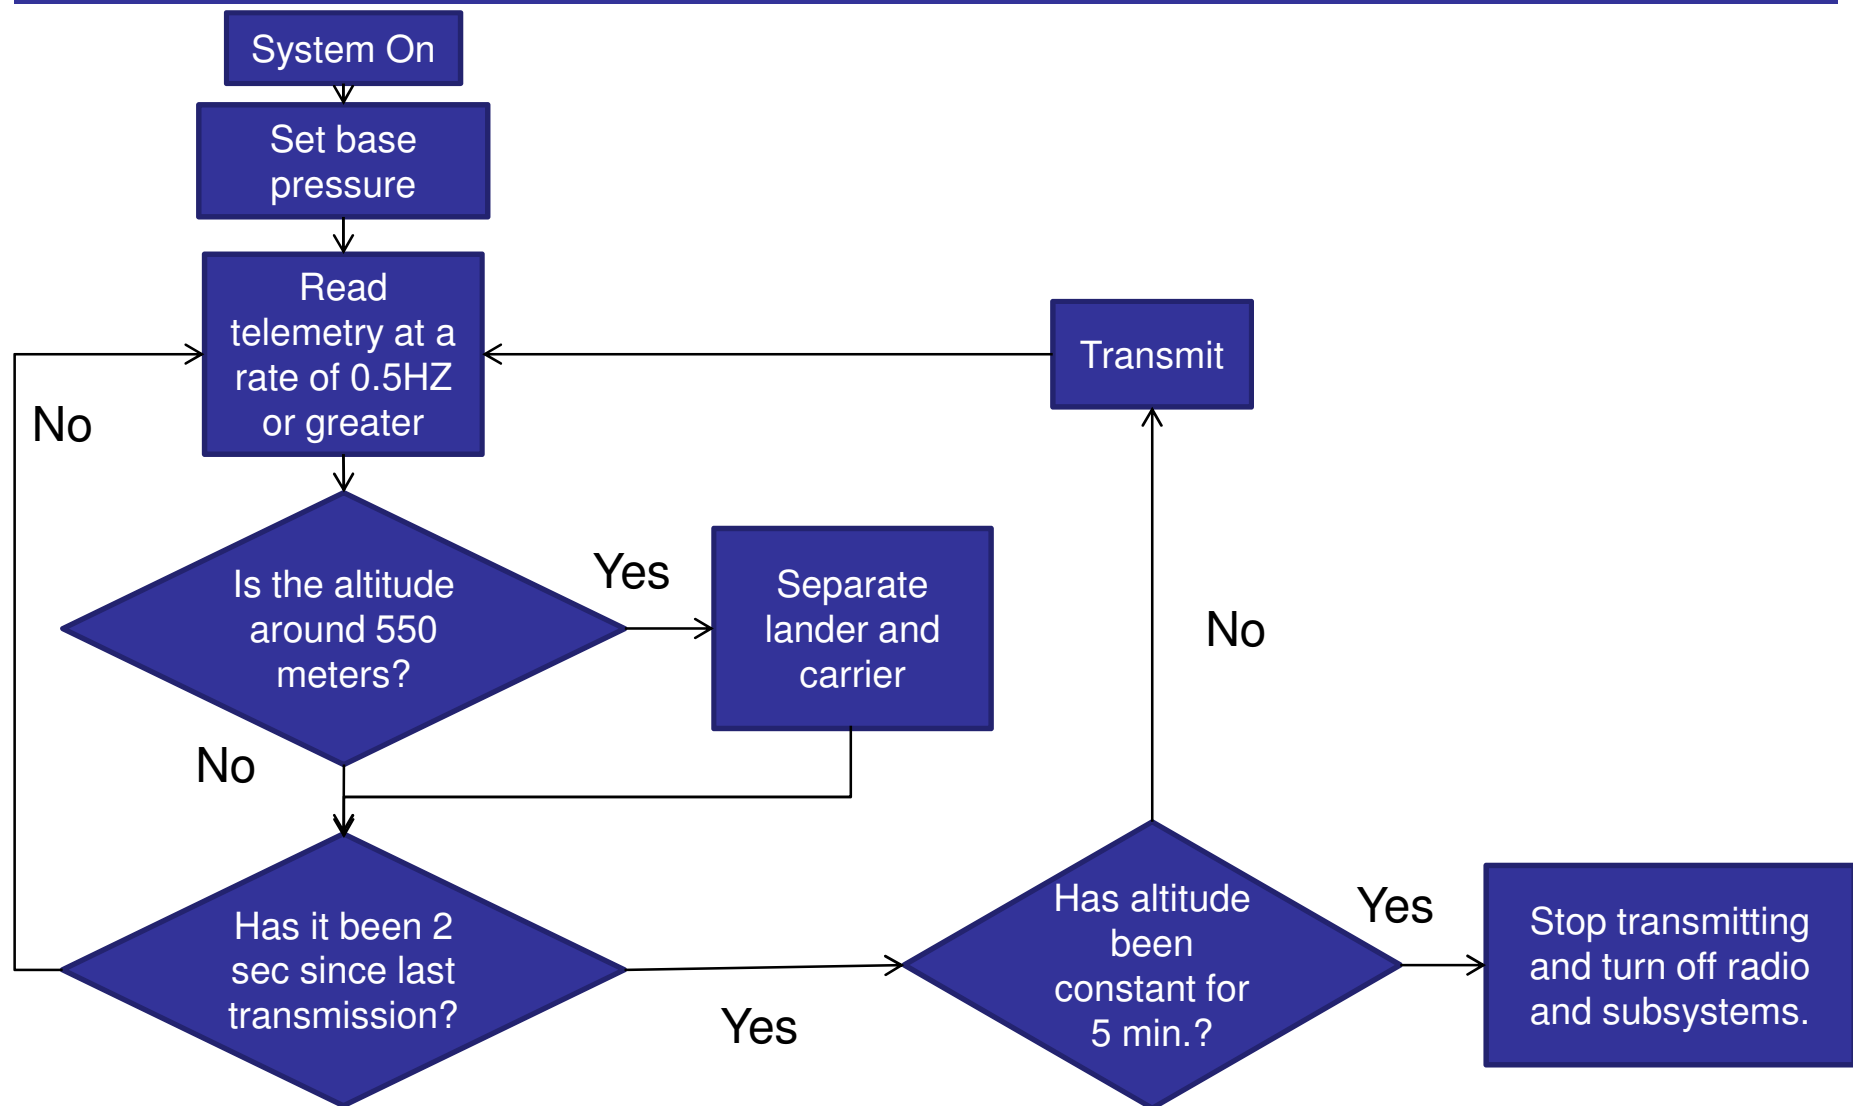 System On
Set base
pressure
Read
telemetry at a
rate of 0.5HZ
or greater
Transmit
No
Is the altitude
around 550
meters?
Yes
Separate
lander and
carrier
No
No
Has it been 2
sec since last
transmission?
Yes
Has altitude
been
constant for
5 min.?
Yes
Stop transmitting
and turn off radio
and subsystems.